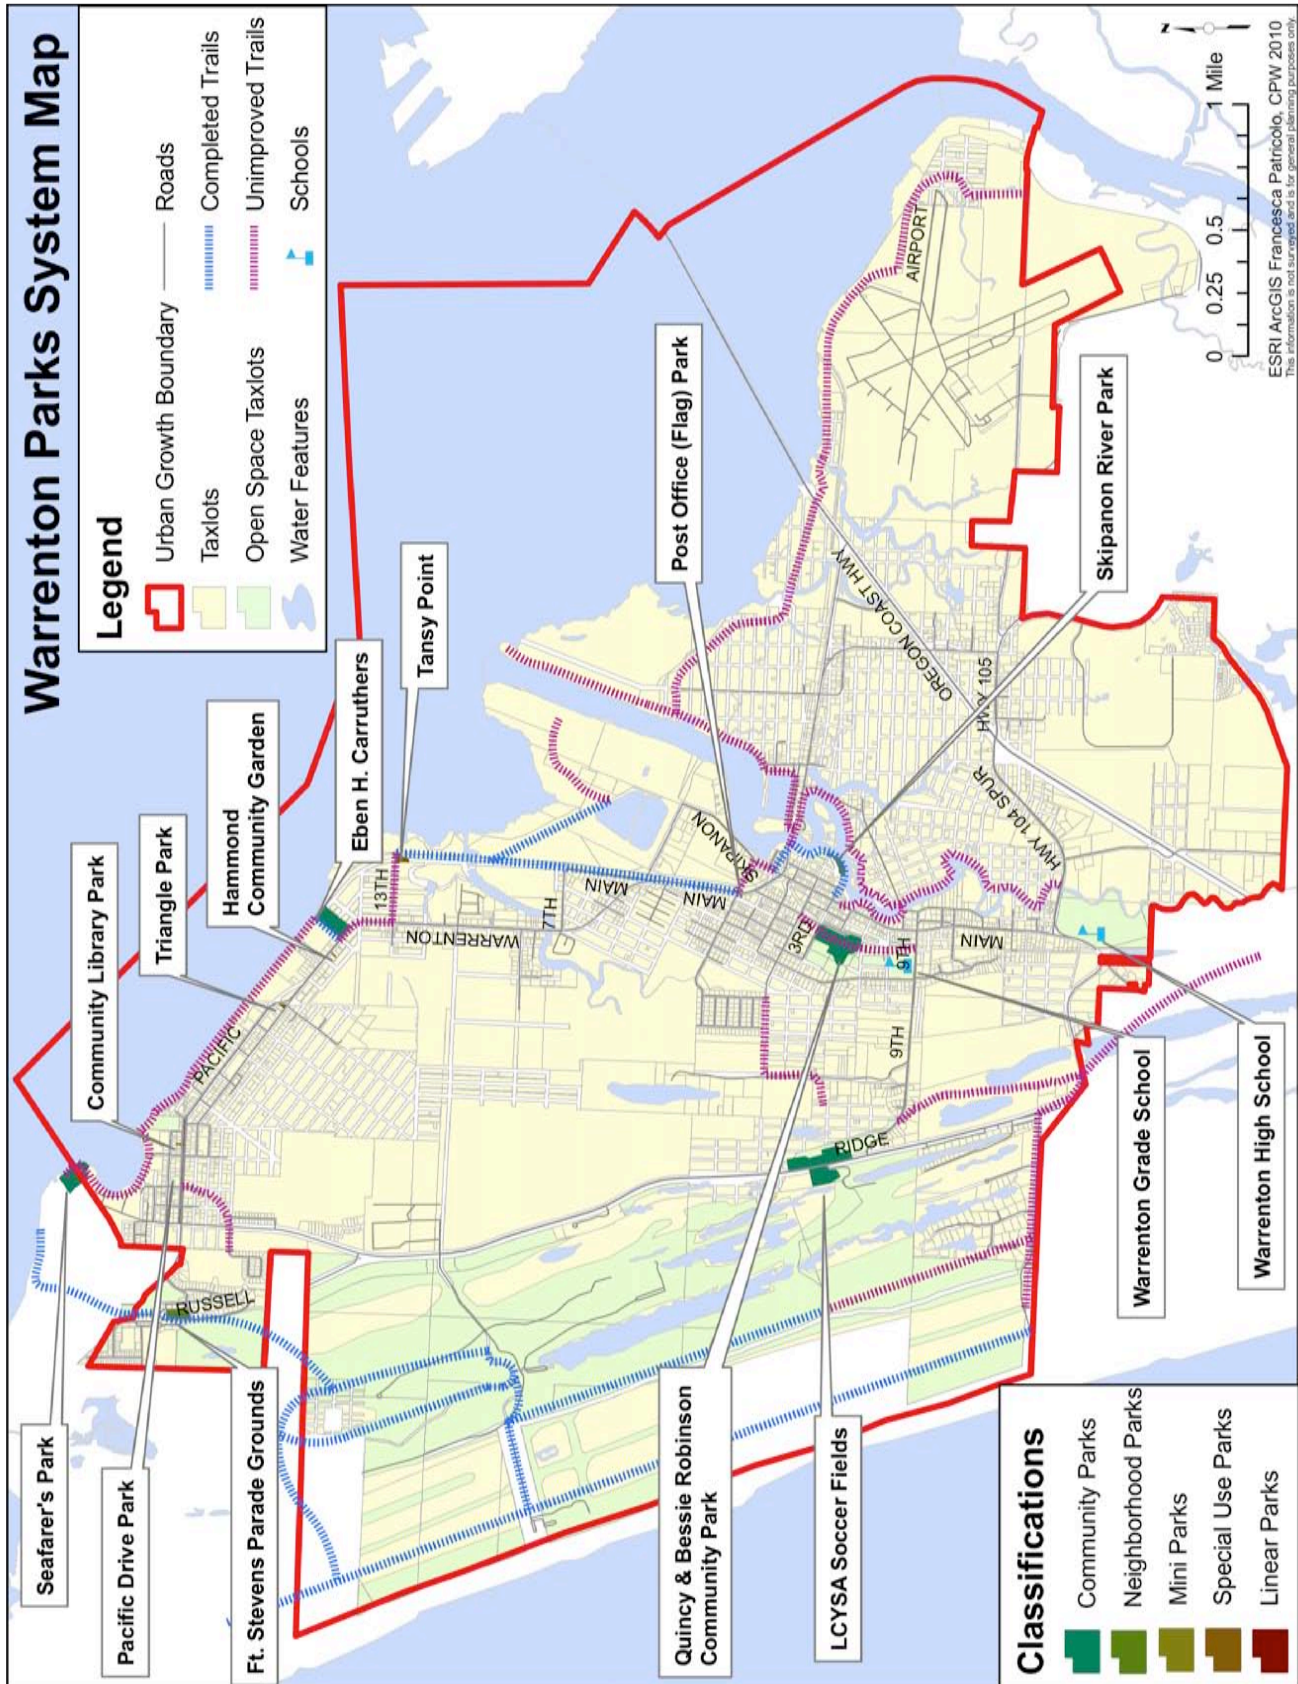 Warrenton Parks System Map
Legend
Urban Growth Boundary
Roads
Taxlots
Completed Trails
Open Space Taxlots
Unimproved Trails
Water Features
Schools
Seafarer's Park
Community Library Park
Triangle Park
Hammond
Community Garden
Eben H. Carruthers
Tansy Point
Pacific Drive Park
Ft. Stevens Parade Grounds
Post Office (Flag) Park
Skipanon River Park
Quincy & Bessie Robinson
Community Park
LCYSA Soccer Fields
Warrenton Grade School
Warrenton High School
RUSSELL
PACIFIC
13TH
WARRENTON
7TH
MAIN
MAIN
SKIPANON
3RD
9TH
9TH
MAIN
RIDGE
OREGON COAST HWY
HWY 105
HWY 104 SPUR
AIRPORT
Classifications
Community Parks
Neighborhood Parks
Mini Parks
Special Use Parks
Linear Parks
0 0.25 0.5 1 Mile
Z
ESRI ArcGIS Francesca Patricolo, CPW 2010
This information is not surveyed and is for general planning purposes only.